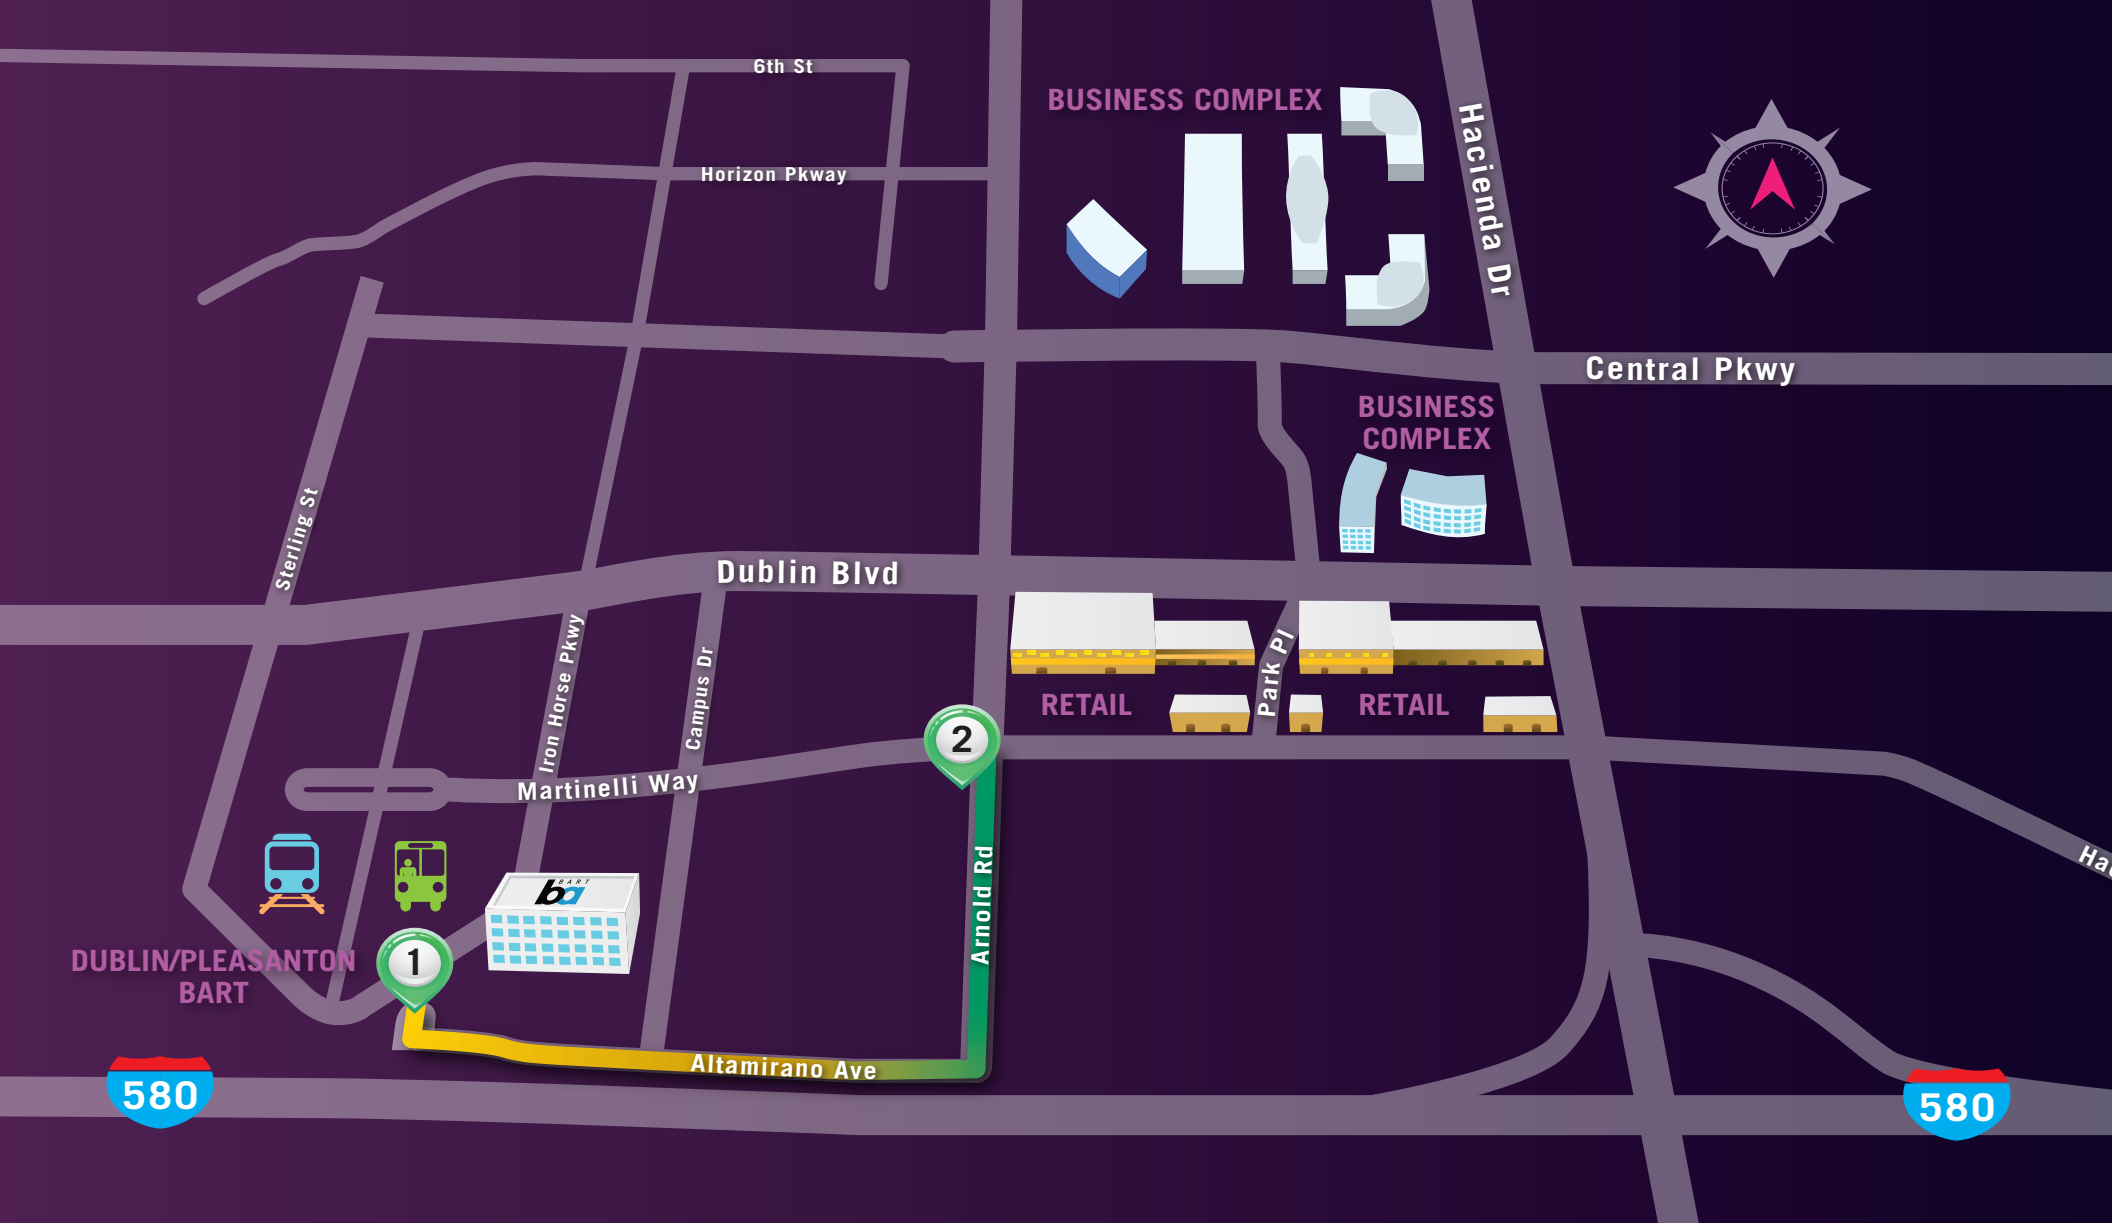 6th St
BUSINESS COMPLEX
Hacienda Dr
Horizon Pkway
Central Pkwy
BUSINESS
COMPLEX
Sterling St
Dublin Blvd
Iron Horse Pkwy
Campus Dr
Park Pl
RETAIL
RETAIL
2
Martinelli Way
Arnold Rd
Hac
BART
ba
DUBLIN/PLEASANTON
BART
1
Altamirano Ave
580
580